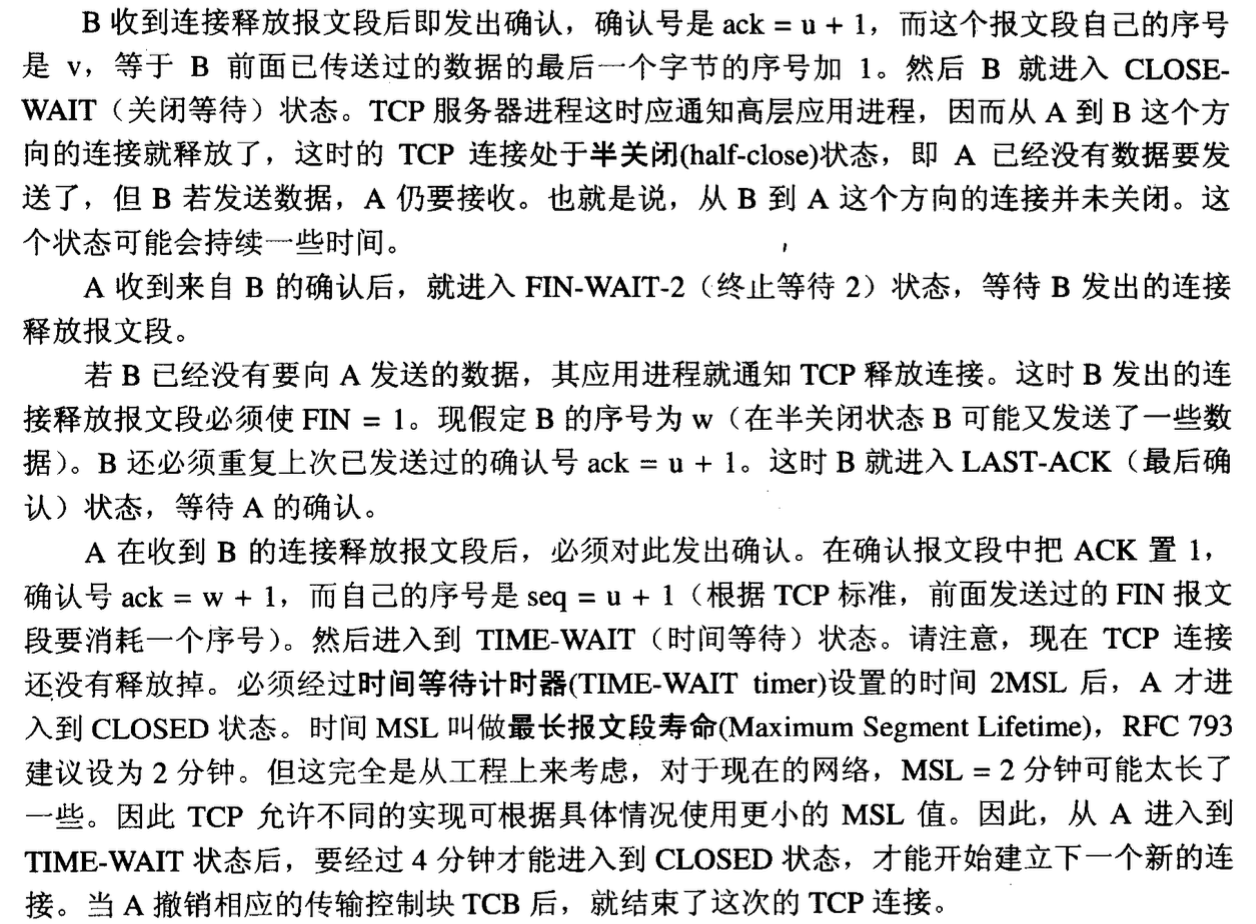 B 收到连接释放报文段后即发出确认，确认号是 ack = u + 1，而这个报文段自己的序号
是 v，等于 B 前面已传送过的数据的最后一个字节的序号加 1。然后 B 就进入 CLOSE-
WAIT（关闭等待）状态。TCP 服务器进程这时应通知高层应用进程，因而从 A 到 B 这个方
向的连接就释放了，这时的 TCP 连接处于半关闭(half-close)状态，即 A 已经没有数据要发
送了，但 B 若发送数据，A 仍要接收。也就是说，从 B 到 A 这个方向的连接并未关闭。这
个状态可能会持续一些时间。
A 收到来自 B 的确认后，就进入 FIN-WAIT-2（终止等待 2）状态，等待 B 发出的连接
释放报文段。
若 B 已经没有要向 A 发送的数据，其应用进程就通知 TCP 释放连接。这时 B 发出的连
接释放报文段必须使 FIN = 1。现假定 B 的序号为 w（在半关闭状态 B 可能又发送了一些数
据）。B 还必须重复上次已发送过的确认号 ack = u + 1。这时 B 就进入 LAST-ACK（最后确
认）状态，等待 A 的确认。
A 在收到 B 的连接释放报文段后，必须对此发出确认。在确认报文段中把 ACK 置 1，
确认号 ack = w + 1，而自己的序号是 seq = u + 1（根据 TCP 标准，前面发送过的 FIN 报文
段要消耗一个序号）。然后进入到 TIME-WAIT（时间等待）状态。请注意，现在 TCP 连接
还没有释放掉。必须经过时间等待计时器(TIME-WAIT timer)设置的时间 2MSL 后，A 才进
入到 CLOSED 状态。时间 MSL 叫做最长报文段寿命(Maximum Segment Lifetime)，RFC 793
建议设为 2 分钟。但这完全是从工程上来考虑，对于现在的网络，MSL = 2 分钟可能太长了
一些。因此 TCP 允许不同的实现可根据具体情况使用更小的 MSL 值。因此，从 A 进入到
TIME-WAIT 状态后，要经过 4 分钟才能进入到 CLOSED 状态，才能开始建立下一个新的连
接。当 A 撤销相应的传输控制块 TCB 后，就结束了这次的 TCP 连接。